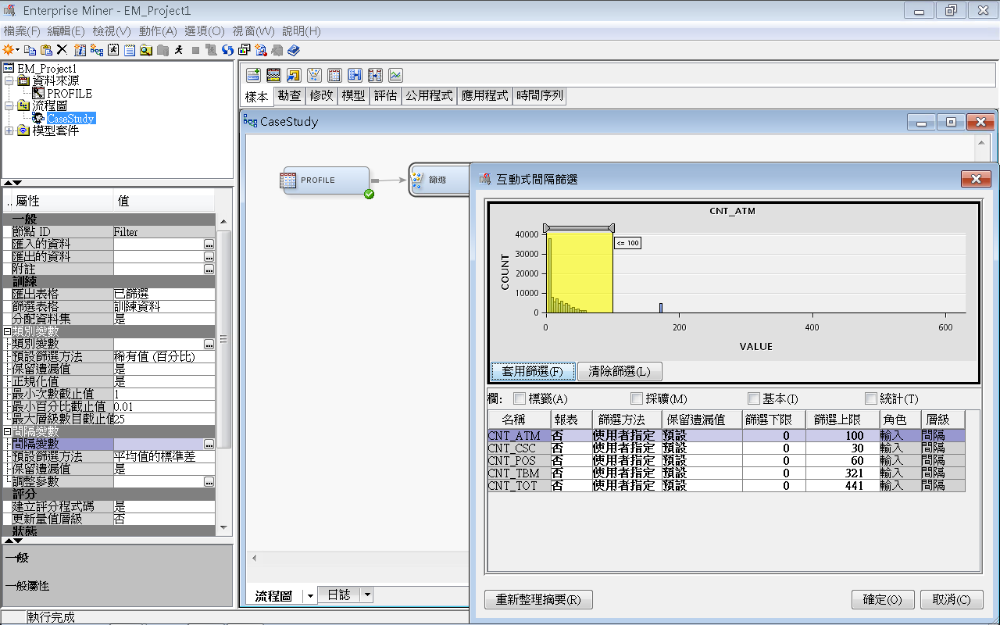 Enterprise Miner - EM_Project1
檔案(F) 編輯(E) 檢視(V) 動作(A) 選項(O) 視窗(W) 說明(H)
EM_Project1
資料來源
PROFILE
流程圖
CaseStudy
模型套件
.. 屬性 值
一般
節點 ID Filter
匯入的資料 ...
匯出的資料 ...
附註 ...
訓練
匯出表格 已篩選
篩選表格 訓練資料
分配資料集 是
類別變數
類別變數 ...
預設篩選方法 稀有值 (百分比)
保留遺漏值 是
正規化值 是
最小次數截止值 1
最小百分比截止值 0.01
最大層級數目截止值 25
間隔變數
間隔變數 ...
預設篩選方法 平均值的標準差
保留遺漏值 是
調整參數 ...
評分
建立評分程式碼 是
更新量值層級 否
狀態
一般
一般屬性
執行完成
樣本 勘查 修改 模型 評估 公用程式 應用程式 時間序列
CaseStudy
PROFILE
篩選
流程圖 日誌
互動式間隔篩選
CNT_ATM
COUNT
40000
30000
20000
10000
0
<= 100
0 200 400 600
VALUE
套用篩選(F) 清除篩選(L)
欄: 標籤(A) 採礦(M) 基本(I) 統計(T)
名稱 報表 篩選方法 保留遺漏值 篩選下限 篩選上限 角色 層級
CNT_ATM 否 使用者指定 預設 0 100 輸入 間隔
CNT_CSC 否 使用者指定 預設 0 30 輸入 間隔
CNT_POS 否 使用者指定 預設 0 60 輸入 間隔
CNT_TBM 否 使用者指定 預設 0 321 輸入 間隔
CNT_TOT 否 使用者指定 預設 0 441 輸入 間隔
重新整理摘要(R) 確定(O) 取消(C)